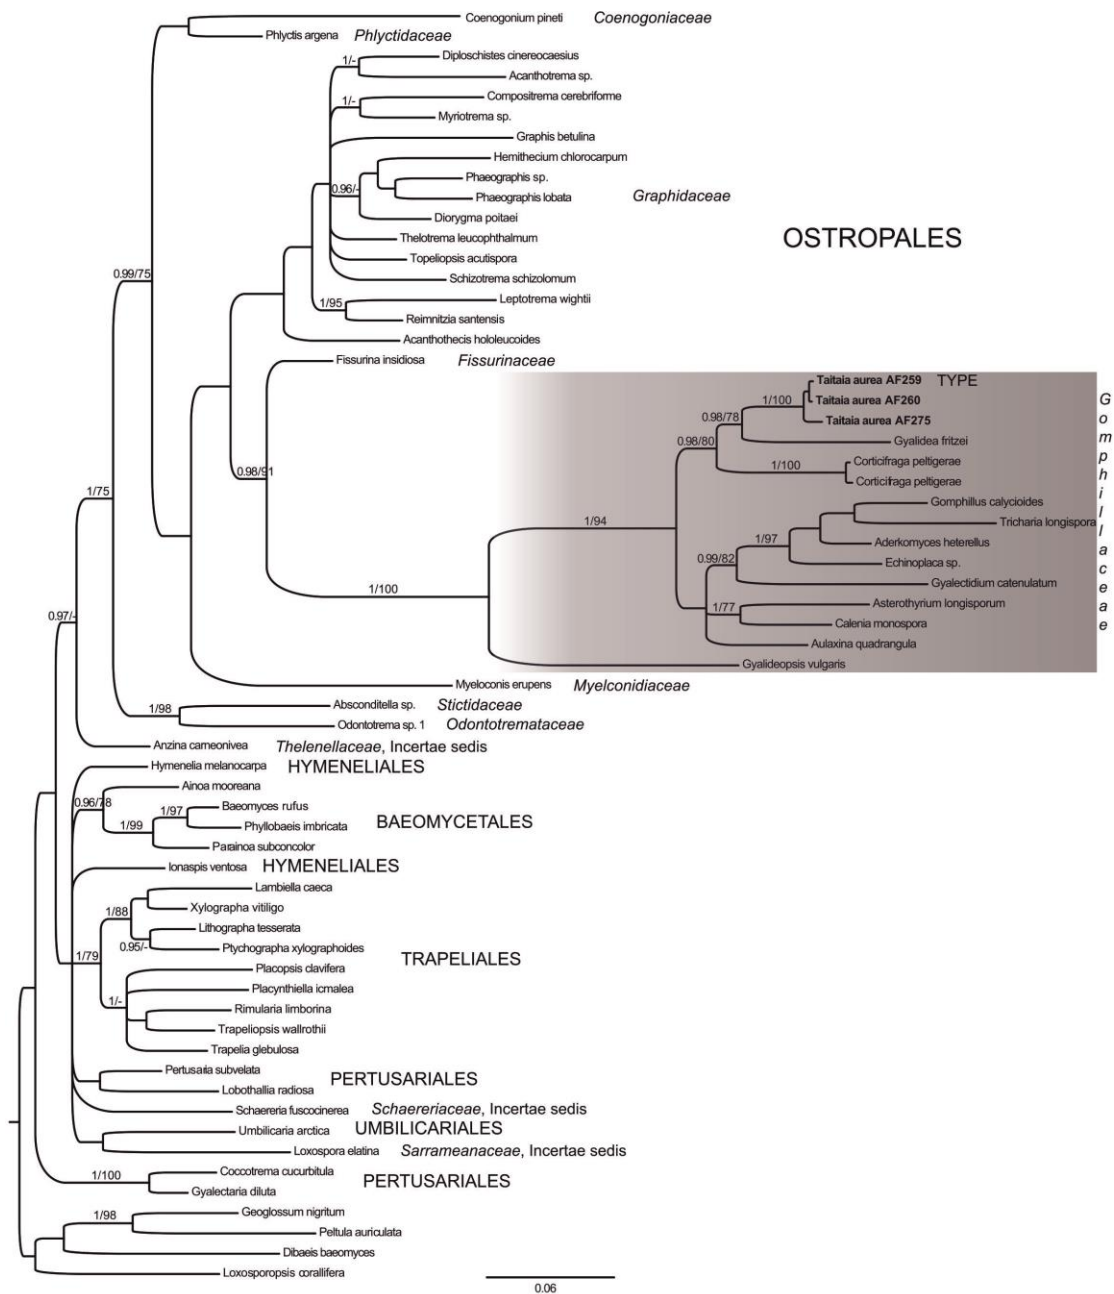 Coenogonium pineti Coenogoniaceae
Phlyctis argena Phlyctidaceae
Diploschistes cinereocaesius
1/-
Acanthotrema sp.
Compositrema cerebriforme
1/-
Myriotrema sp.
Graphis betulina
Hemithecium chlorocarpum
Phaeographis sp.
0.96/-
Phaeographis lobata Graphidaceae
Diorygma poitaei
Thelotrema leucophthalmum
OSTROPALES
Topeliopsis acutispora
0.99/75
Schizotrema schizolomum
Leptotrema wightii
1/95
Reimnitzia santensis
Acanthothecis hololeucoides
Fissurina insidiosa Fissurinaceae
Taitaia aurea AF259 TYPE
1/100
Taitaia aurea AF260
0.98/78
Taitaia aurea AF275
0.98/80
Gyalidea fritzei
Corticifraga peltigerae
0.98/91
1/100
Corticifraga peltigerae
1/75
Gomphillus calycioides
1/94
Tricharia longispora
1/97
Aderkomyces heterellus
0.99/82
Echinoplaca sp.
Gyalectidium catenulatum
1/100
Asterothyrium longisporum
1/77
Calenia monospora
0.97/-
Aulaxina quadrangula
Gyalideopsis vulgaris
Gomphillaceae
Myeloconis erupens Myelconidiaceae
Absconditella sp. Stictidaceae
1/98
Odontotrema sp. 1 Odontotremataceae
Anzina carneonivea Thelenellaceae, Incertae sedis
Hymenelia melanocarpa HYMENELIALES
Ainoa mooreana
0.96/78
Baeomyces rufus
1/97
Phyllobaeis imbricata BAEOMYCETALES
1/99
Parainoa subconcolor
Ionaspis ventosa HYMENELIALES
Lambiella caeca
1/88
Xylographa vitiligo
Lithographa tesserata
0.95/-
Ptychographa xylographoides
1/79
TRAPELIALES
Placopsis clavifera
Placynthiella icmalea
1/-
Rimularia limborina
Trapeliopsis wallrothii
Trapelia glebulosa
Pertusaria subvelata
PERTUSARIALES
Lobothallia radiosa
Schaereria fuscocinerea Schaereriaceae, Incertae sedis
Umbilicaria arctica UMBILICARIALES
Loxospora elatina Sarrameanaceae, Incertae sedis
Coccotrema cucurbitula
1/100
PERTUSARIALES
Gyalectaria diluta
Geoglossum nigritum
1/98
Peltula auriculata
Dibaeis baeomyces
Loxosporopsis corallifera
0.06